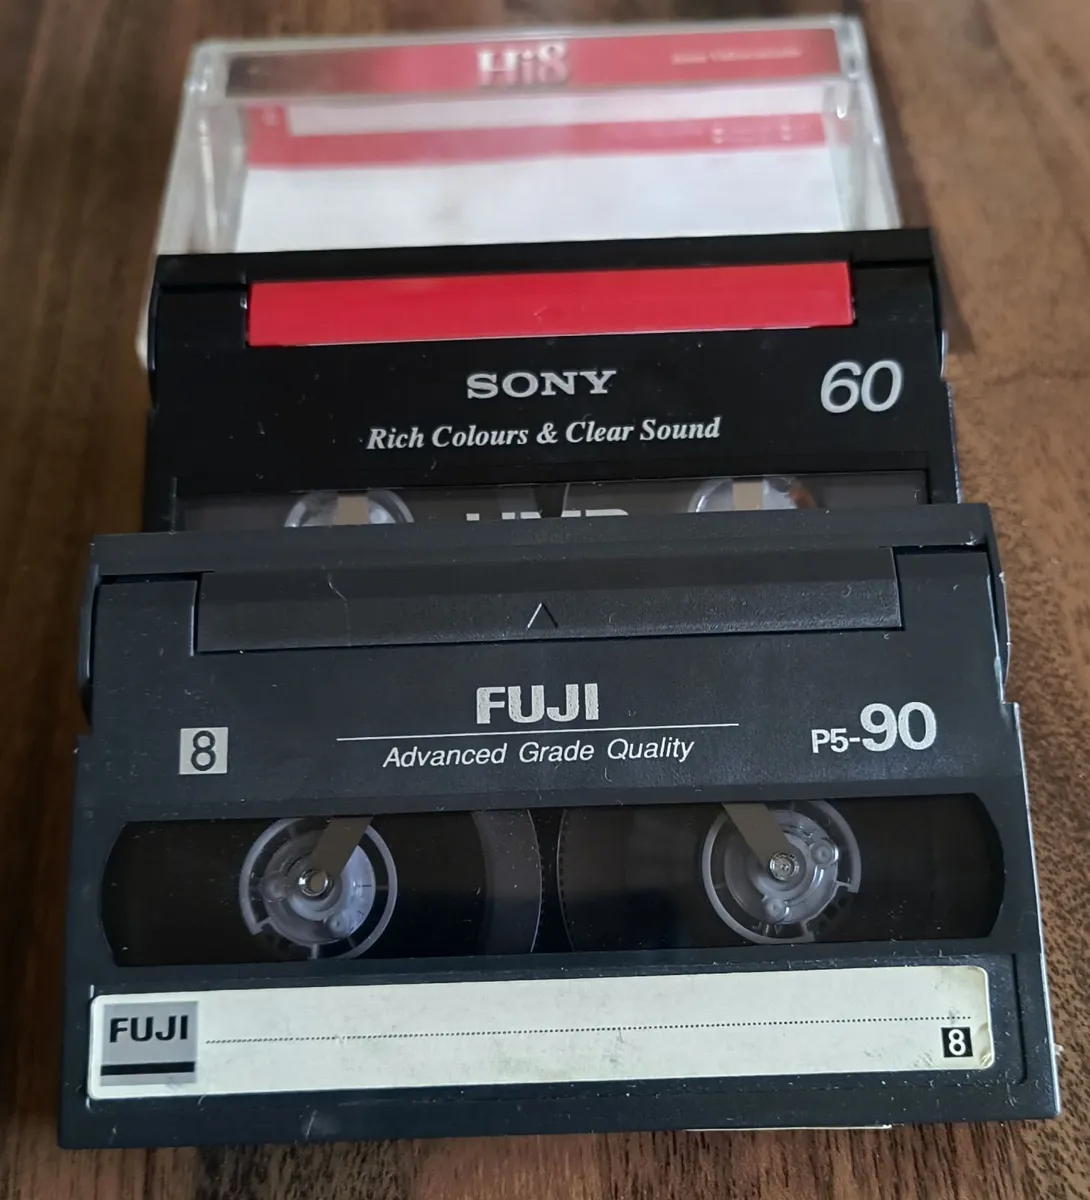 Hi8
SONY
60
Rich Colours & Clear Sound
FUJI
8
Advanced Grade Quality
P5-90
FUJI
8